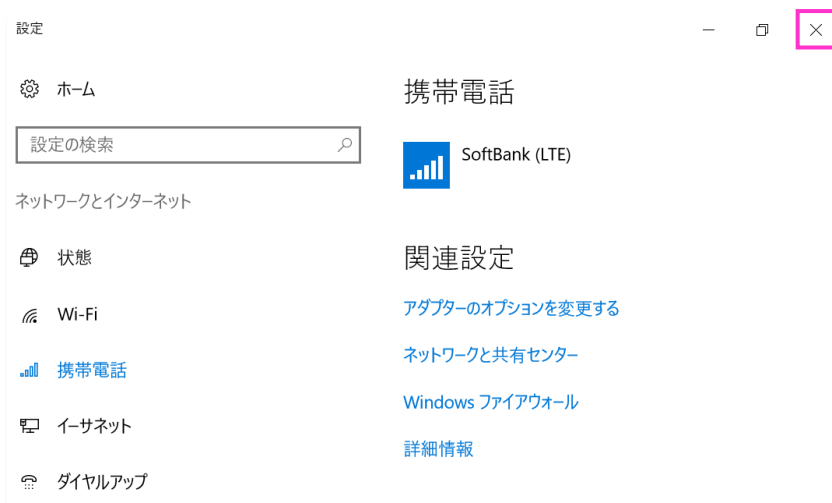 設定
ホーム
設定の検索
ネットワークとインターネット
状態
Wi-Fi
携帯電話
イーサネット
ダイヤルアップ
携帯電話
SoftBank (LTE)
関連設定
アダプターのオプションを変更する
ネットワークと共有センター
Windows ファイアウォール
詳細情報